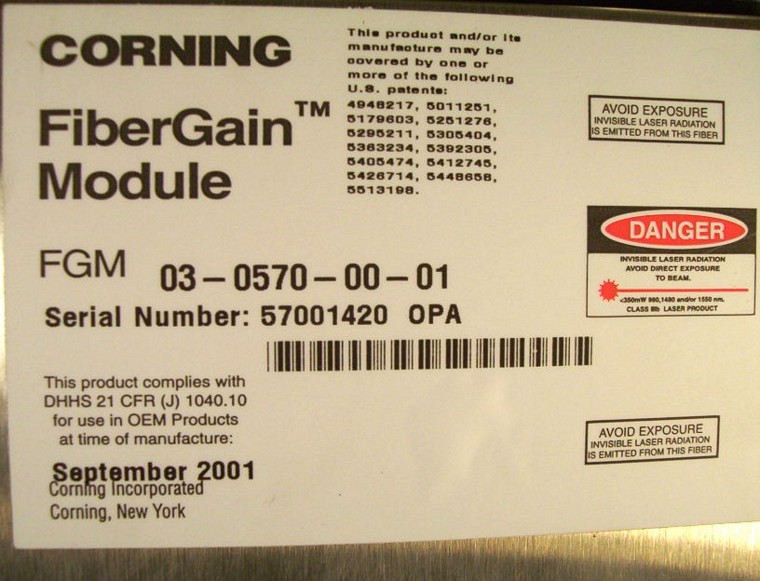 CORNING
FiberGain™
Module
This product and/or its
manufacture may be
covered by one or
more of the following
U.S. patents:
4948217, 5011251,
5179603, 5251276,
5295211, 5305404,
5363234, 5392305,
5405474, 5412745,
5426714, 5448658,
5513198.
AVOID EXPOSURE
INVISIBLE LASER RADIATION
IS EMITTED FROM THIS FIBER
DANGER
INVISIBLE LASER RADIATION
AVOID DIRECT EXPOSURE
TO BEAM.
<350mW 980,1480 and/or 1550 nm.
CLASS IIIb LASER PRODUCT
FGM 03-0570-00-01
Serial Number: 57001420 OPA
This product complies with
DHHS 21 CFR (J) 1040.10
for use in OEM Products
at time of manufacture:
September 2001
Corning Incorporated
Corning, New York
AVOID EXPOSURE
INVISIBLE LASER RADIATION
IS EMITTED FROM THIS FIBER